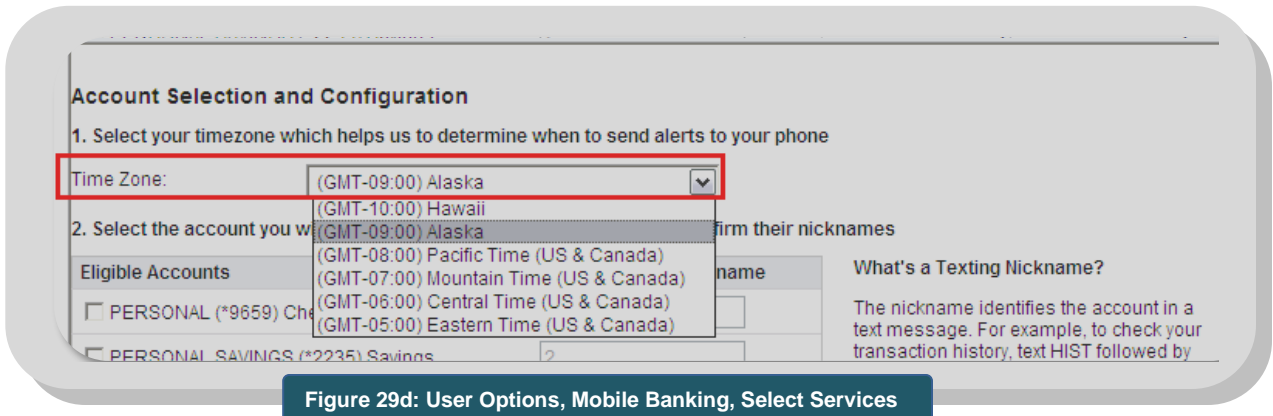 Account Selection and Configuration
1. Select your timezone which helps us to determine when to send alerts to your phone
Time Zone: (GMT-09:00) Alaska
(GMT-10:00) Hawaii
2. Select the account you w (GMT-09:00) Alaska firm their nicknames
(GMT-08:00) Pacific Time (US & Canada)
Eligible Accounts (GMT-07:00) Mountain Time (US & Canada) name What's a Texting Nickname?
(GMT-06:00) Central Time (US & Canada)
PERSONAL (*9659) Che (GMT-05:00) Eastern Time (US & Canada)
The nickname identifies the account in a
text message. For example, to check your
PERSONAL SAVINGS (*2235) Savings 2 transaction history, text HIST followed by
Figure 29d: User Options, Mobile Banking, Select Services